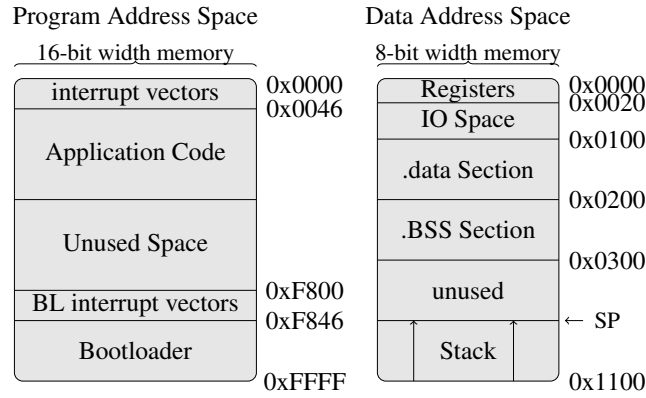 Program Address Space
16-bit width memory
interrupt vectors
0x0000
0x0046
Application Code
Unused Space
0xF800
BL interrupt vectors
0xF846
Bootloader
0xFFFF
Data Address Space
8-bit width memory
Registers
0x0000
0x0020
IO Space
0x0100
.data Section
0x0200
.BSS Section
0x0300
unused
← SP
Stack
0x1100